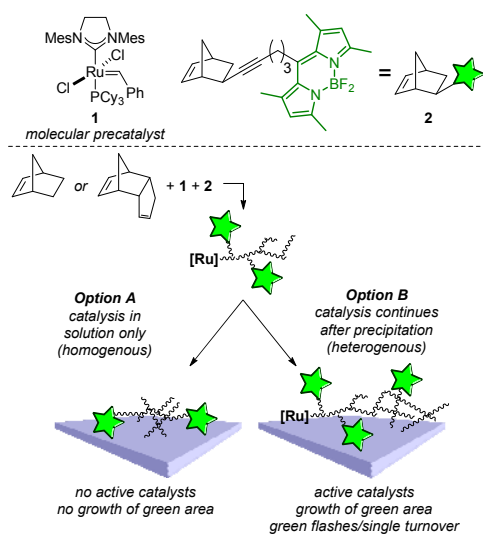 MesN NMes
Cl
Ru
Cl
Ph
PCy3
1
molecular precatalyst
3
N
N
B
F2
=
2
or
+ 1 + 2
[Ru]
Option A
catalysis in
solution only
(homogenous)
Option B
catalysis continues
after precipitation
(heterogenous)
[Ru]
no active catalysts
no growth of green area
active catalysts
growth of green area
green flashes/single turnover